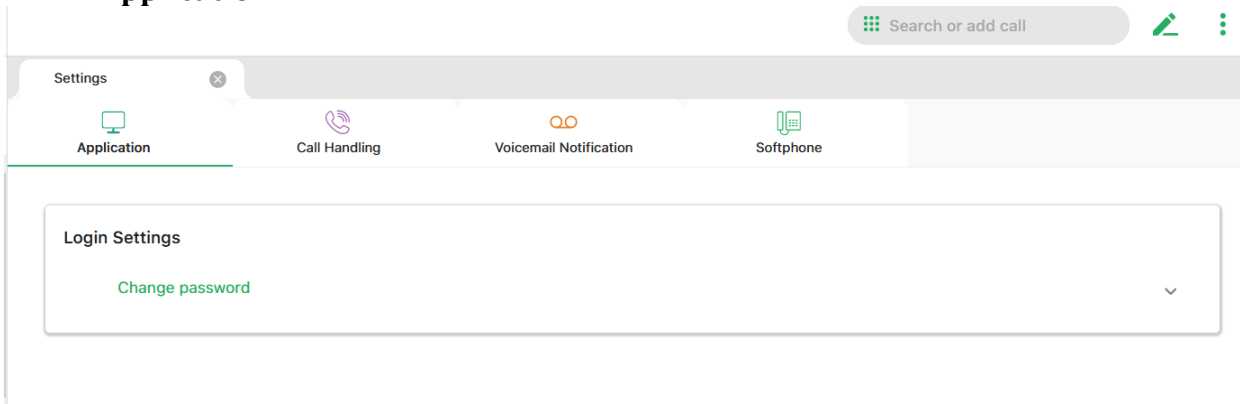 Search or add call
Settings
Application Call Handling Voicemail Notification Softphone
Login Settings
Change password